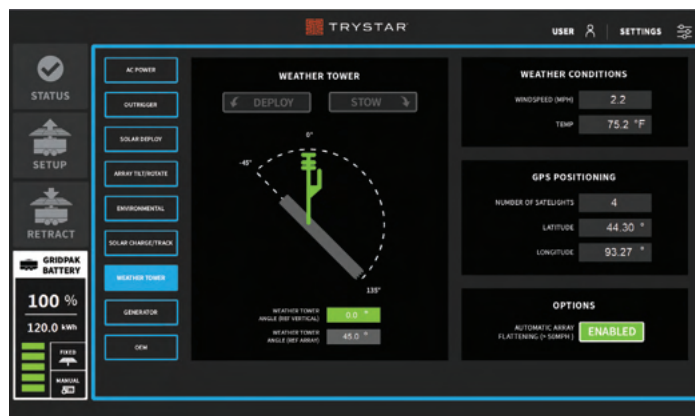 TRYSTAR
USER
SETTINGS
STATUS
SETUP
RETRACT
GRIDPAK
BATTERY
100 %
120.0 kWh
FIXED
MANUAL
AC POWER
OUTRIGGER
SOLAR DEPLOY
ARRAY TILT/ROTATE
ENVIRONMENTAL
SOLAR CHARGE/TRACK
WEATHER TOWER
GENERATOR
OEM
WEATHER TOWER
DEPLOY
STOW
0°
-45°
135°
WEATHER TOWER
ANGLE (REF VERTICAL)
0.0 °
WEATHER TOWER
ANGLE (REF ARRAY)
45.0 °
WEATHER CONDITIONS
WINDSPEED (MPH)
2.2
TEMP
75.2 °F
GPS POSITIONING
NUMBER OF SATELIGHTS
4
LATITUDE
44.30 °
LONGITUDE
93.27 °
OPTIONS
AUTOMATIC ARRAY
FLATTENING (> 50MPH )
ENABLED